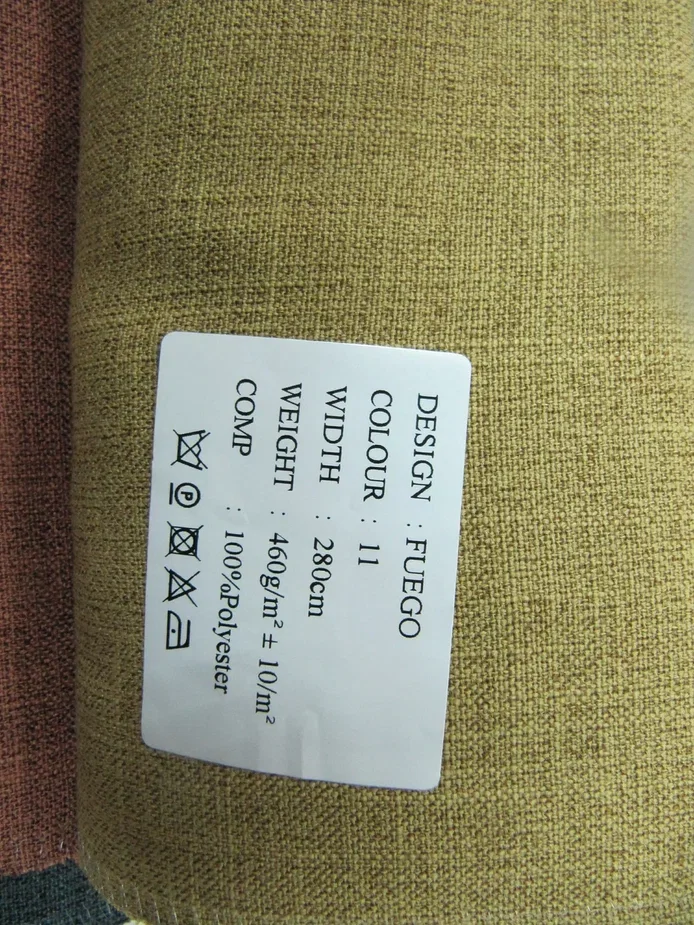 DESIGN : FUEGO
COLOUR : 11
WIDTH : 280cm
WEIGHT : 460g/m² ± 10/m²
COMP : 100%Polyester
P